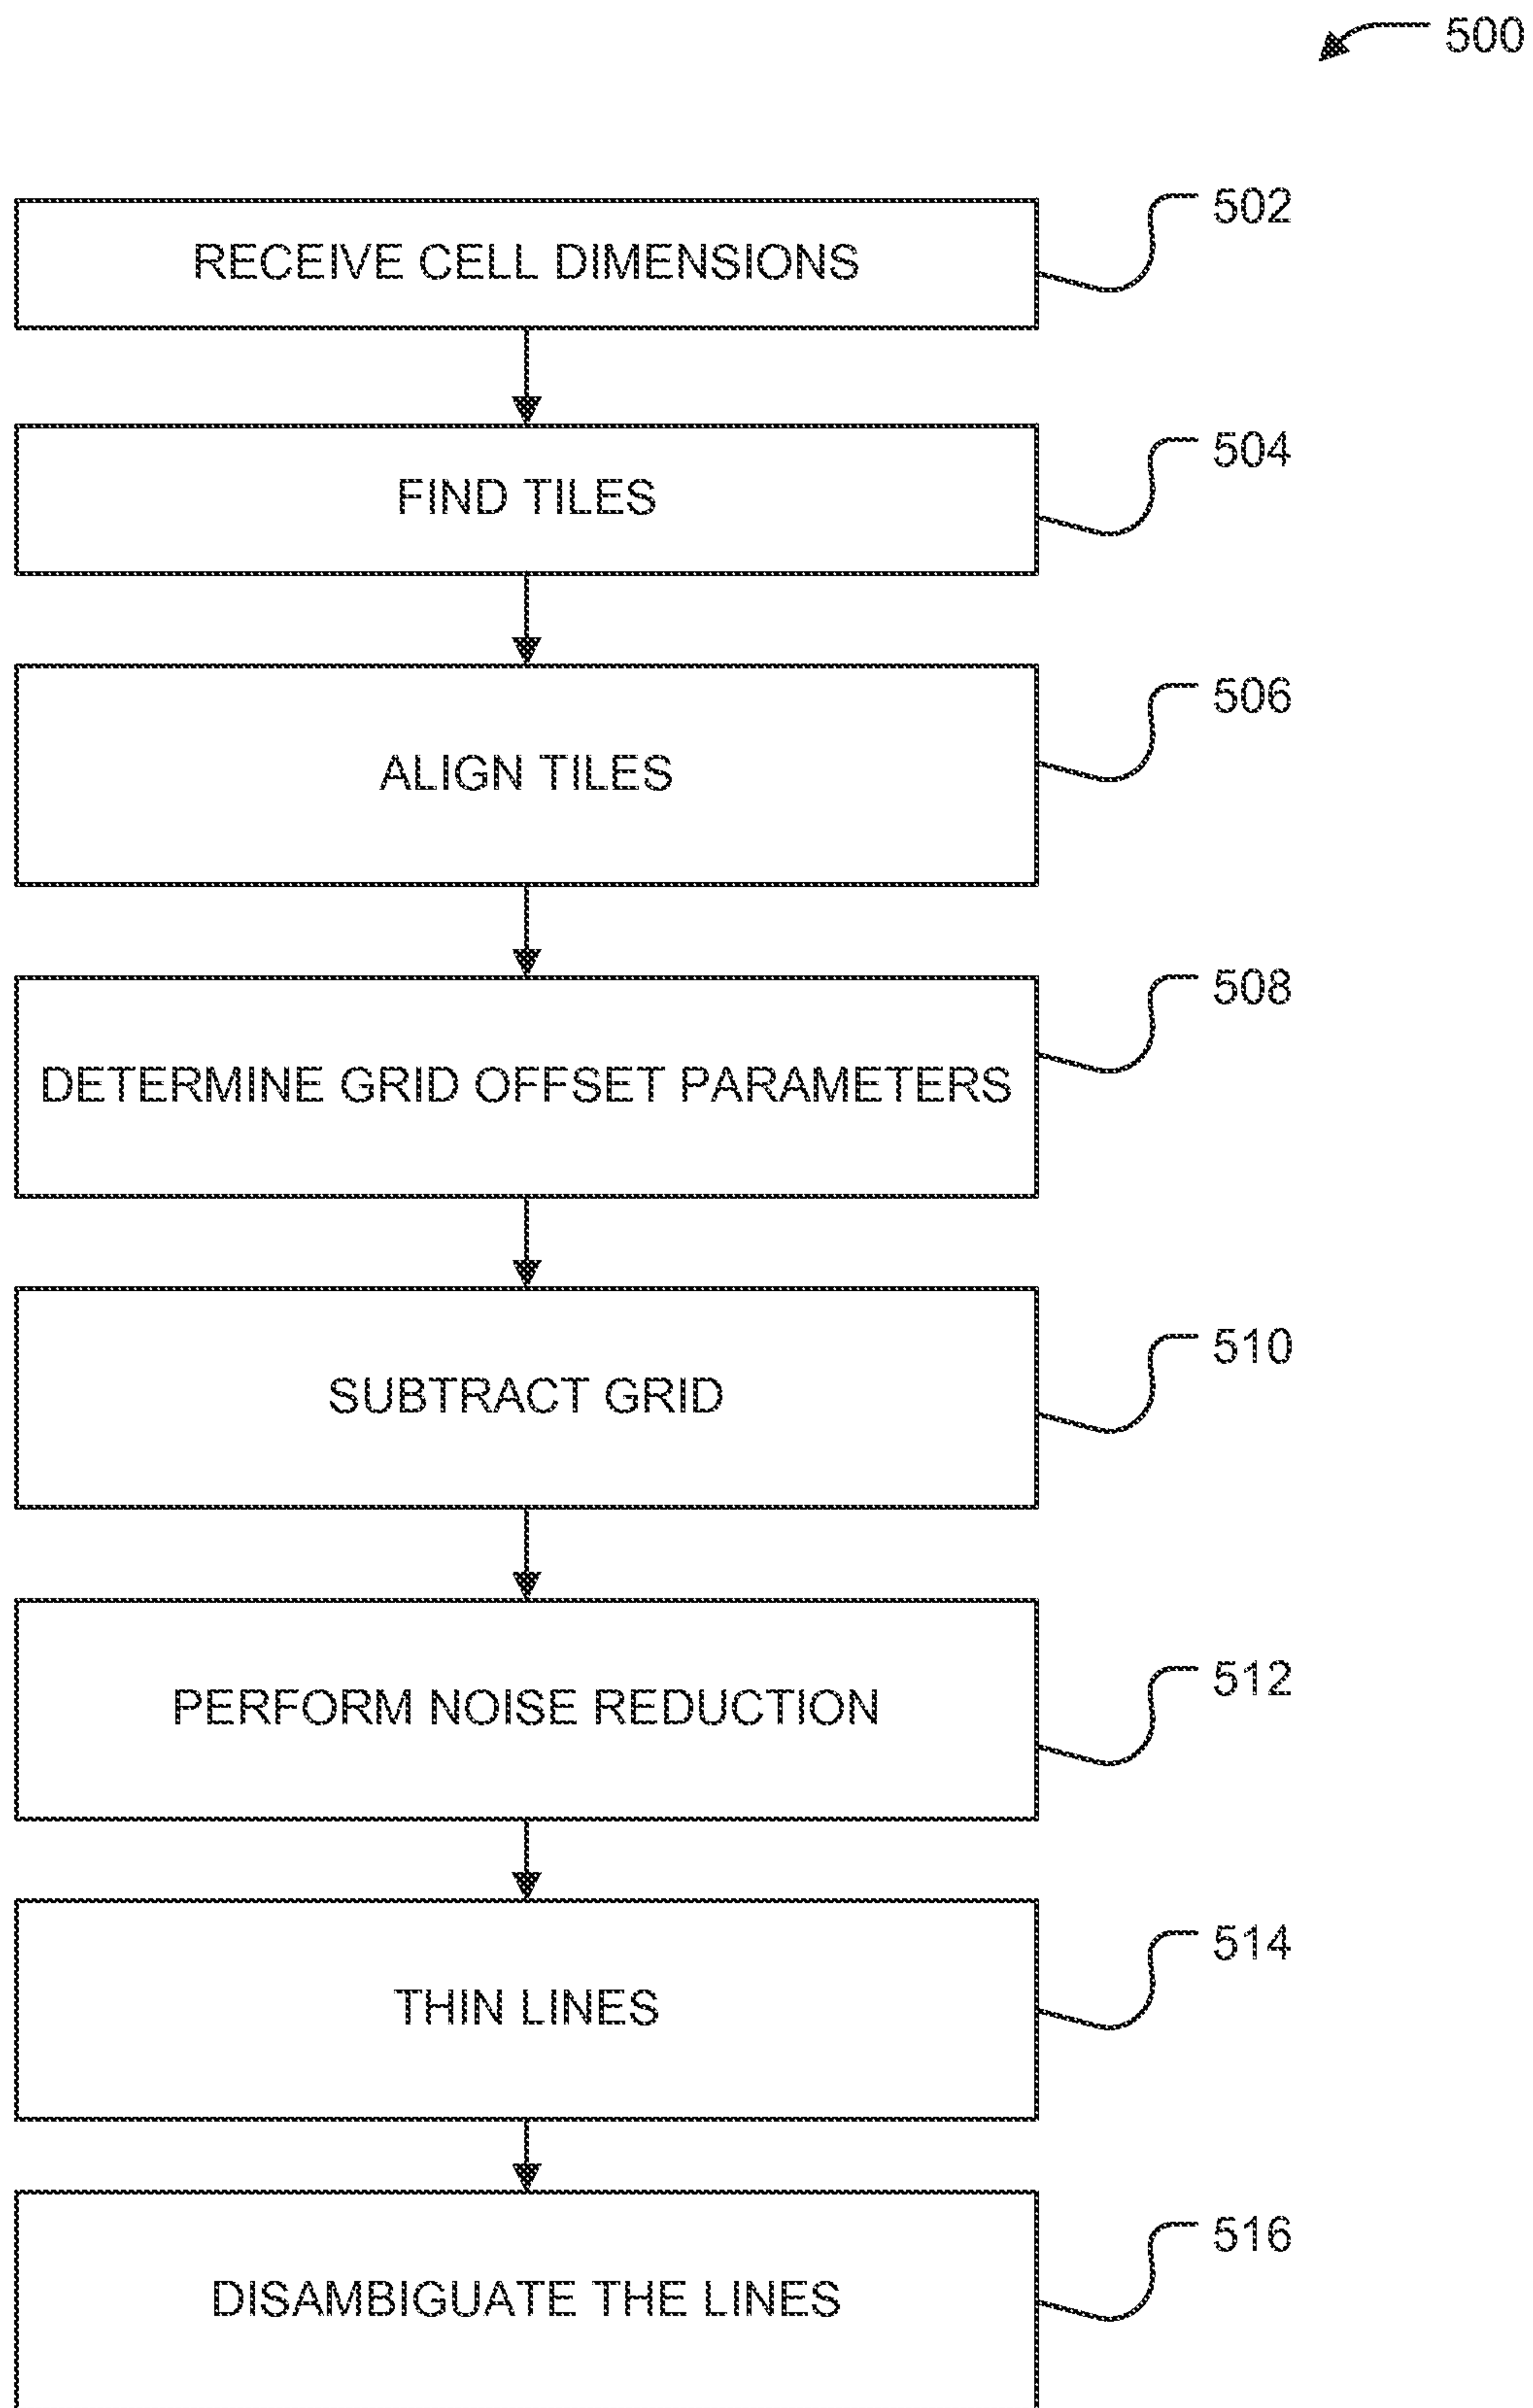 500
RECEIVE CELL DIMENSIONS
502
FIND TILES
504
ALIGN TILES
506
DETERMINE GRID OFFSET PARAMETERS
508
SUBTRACT GRID
510
PERFORM NOISE REDUCTION
512
THIN LINES
514
DISAMBIGUATE THE LINES
516